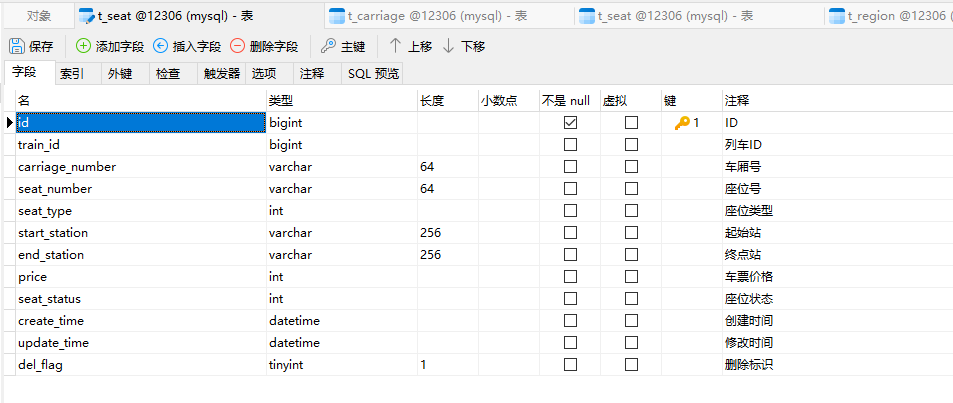 对象 t_seat @12306 (mysql) - 表 t_carriage @12306 (mysql) - 表 t_seat @12306 (mysql) - 表 t_region @12306 (
保存 添加字段 插入字段 删除字段 主键 上移 下移
字段 索引 外键 检查 触发器 选项 注释 SQL 预览
名 类型 长度 小数点 不是 null 虚拟 键 注释
id bigint 1 ID
train_id bigint 列车ID
carriage_number varchar 64 车厢号
seat_number varchar 64 座位号
seat_type int 座位类型
start_station varchar 256 起始站
end_station varchar 256 终点站
price int 车票价格
seat_status int 座位状态
create_time datetime 创建时间
update_time datetime 修改时间
del_flag tinyint 1 删除标识